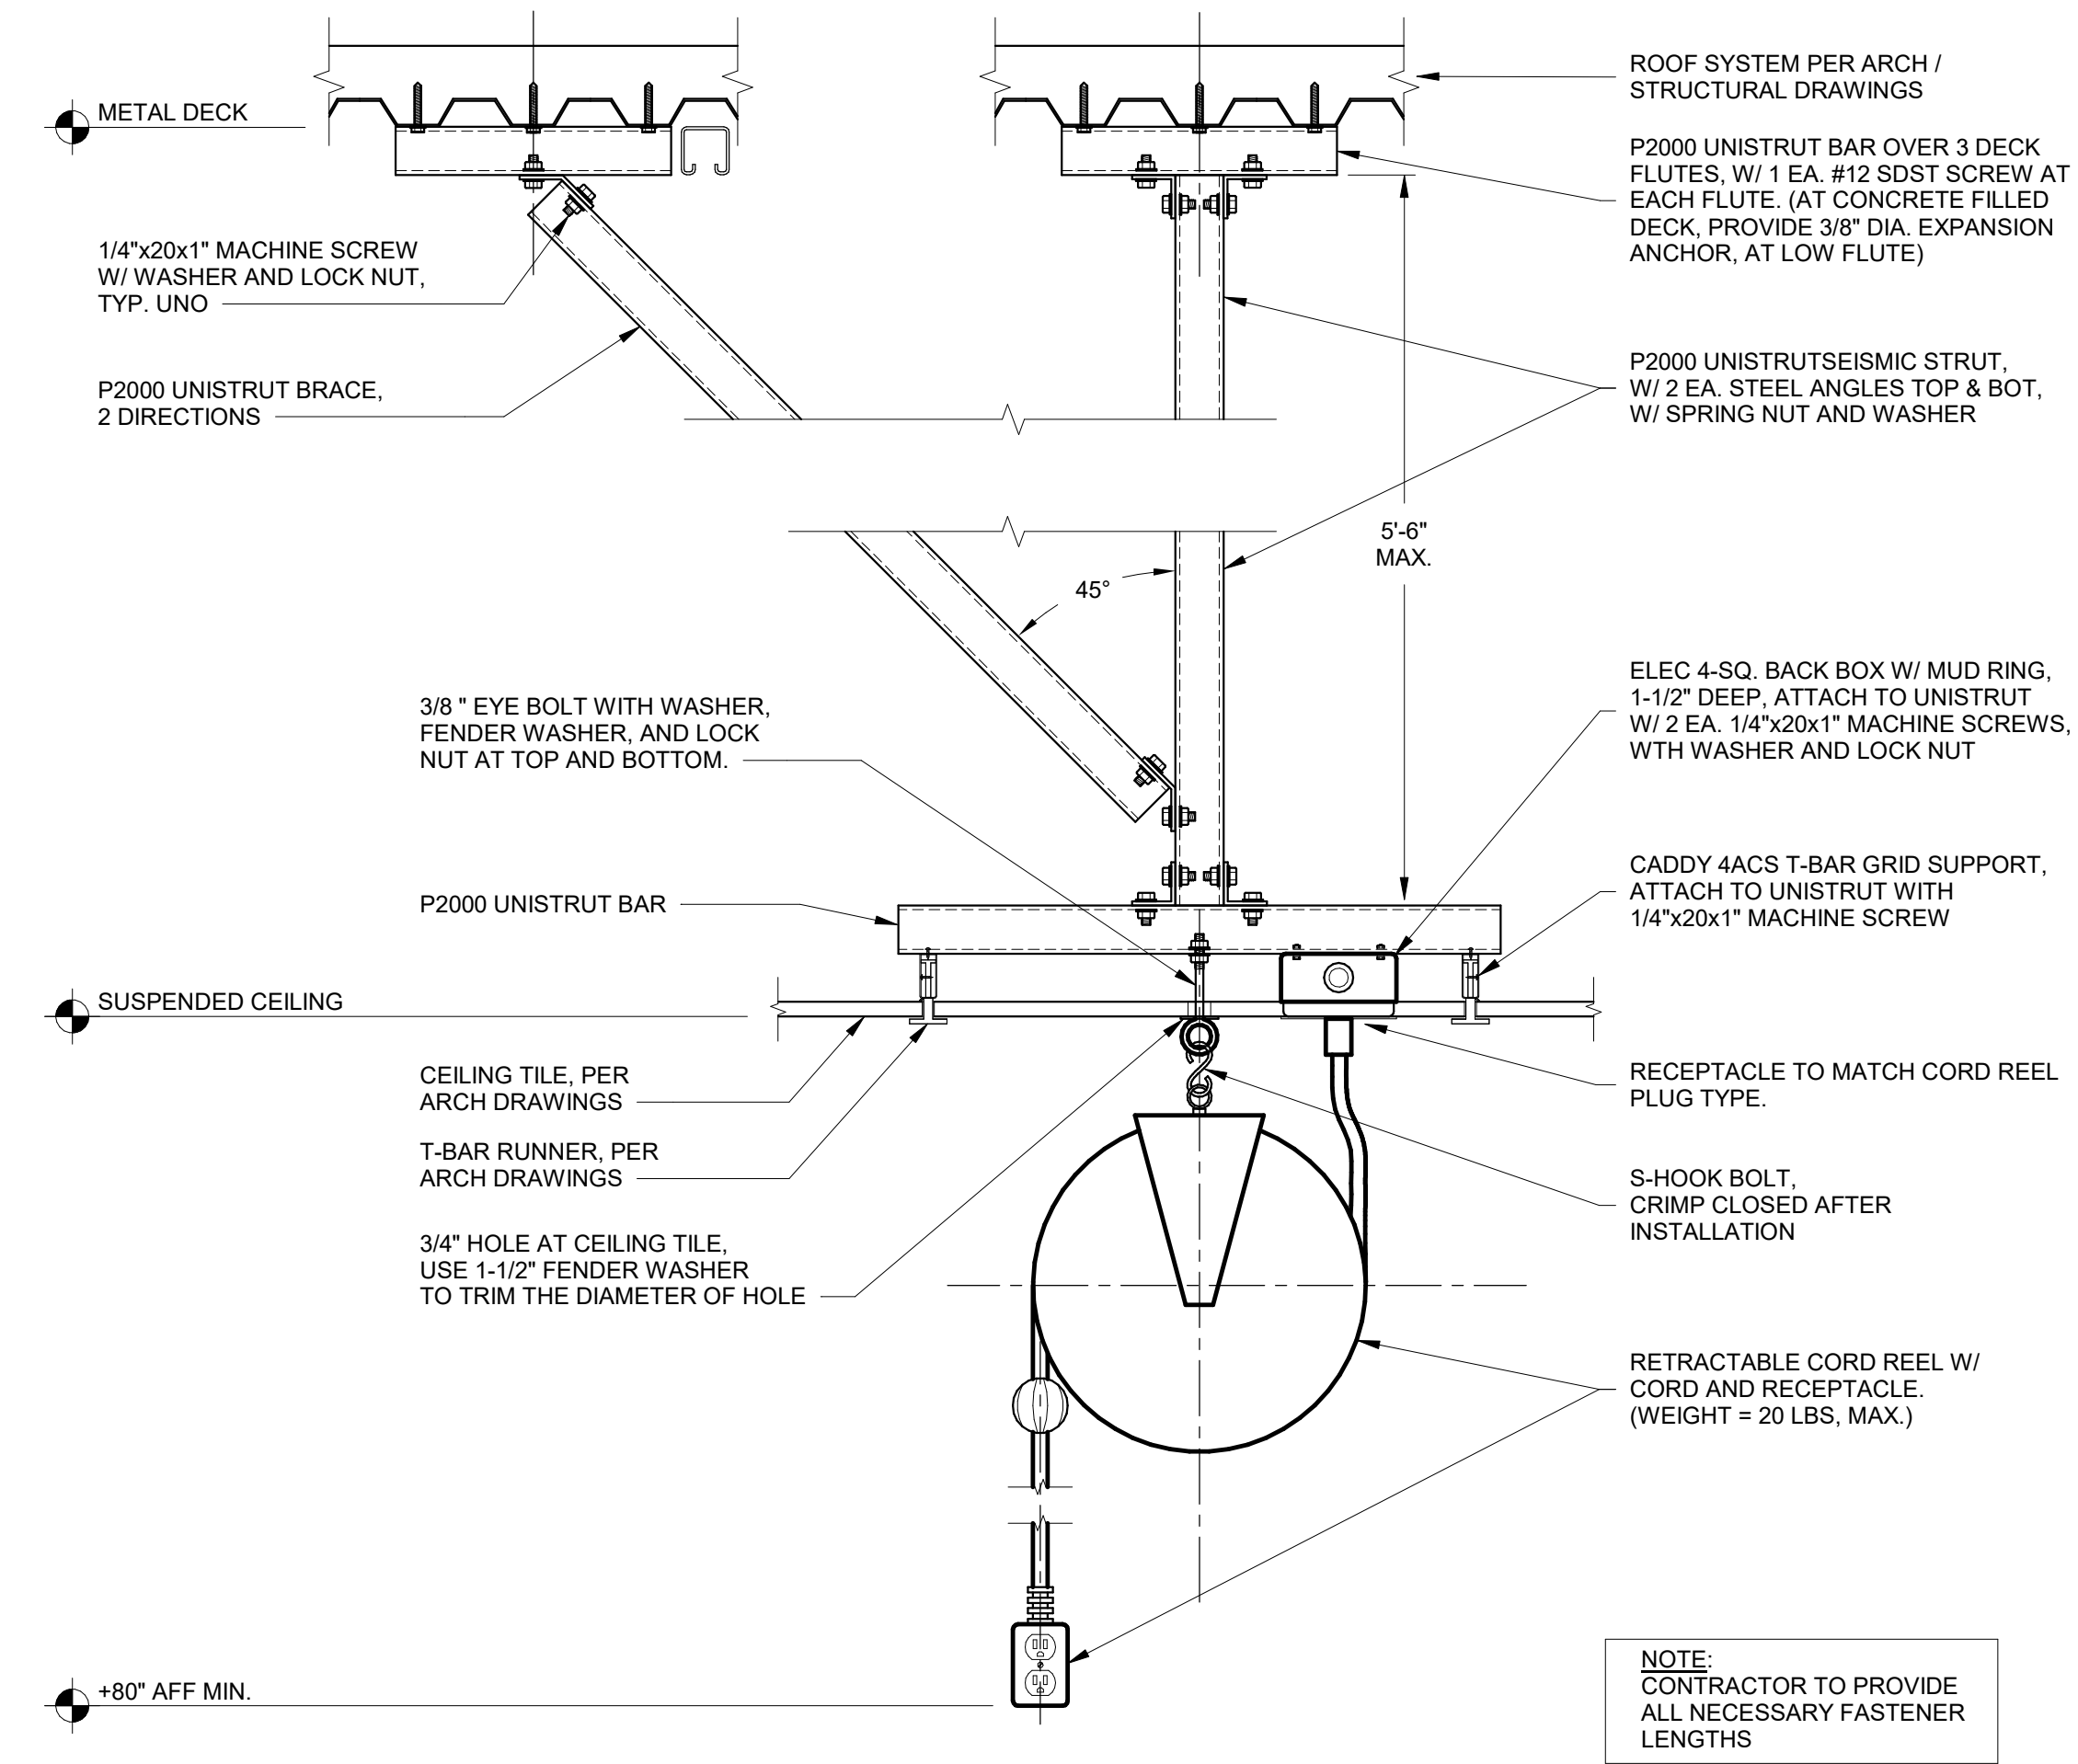 METAL DECK
1/4"x20x1" MACHINE SCREW
W/ WASHER AND LOCK NUT,
TYP. UNO
P2000 UNISTRUT BRACE,
2 DIRECTIONS
ROOF SYSTEM PER ARCH /
STRUCTURAL DRAWINGS
P2000 UNISTRUT BAR OVER 3 DECK
FLUTES, W/ 1 EA. #12 SDST SCREW AT
EACH FLUTE. (AT CONCRETE FILLED
DECK, PROVIDE 3/8" DIA. EXPANSION
ANCHOR, AT LOW FLUTE)
P2000 UNISTRUTSEISMIC STRUT,
W/ 2 EA. STEEL ANGLES TOP & BOT,
W/ SPRING NUT AND WASHER
5'-6"
MAX.
45°
3/8 " EYE BOLT WITH WASHER,
FENDER WASHER, AND LOCK
NUT AT TOP AND BOTTOM.
P2000 UNISTRUT BAR
ELEC 4-SQ. BACK BOX W/ MUD RING,
1-1/2" DEEP, ATTACH TO UNISTRUT
W/ 2 EA. 1/4"x20x1" MACHINE SCREWS,
WTH WASHER AND LOCK NUT
CADDY 4ACS T-BAR GRID SUPPORT,
ATTACH TO UNISTRUT WITH
1/4"x20x1" MACHINE SCREW
SUSPENDED CEILING
CEILING TILE, PER
ARCH DRAWINGS
T-BAR RUNNER, PER
ARCH DRAWINGS
3/4" HOLE AT CEILING TILE,
USE 1-1/2" FENDER WASHER
TO TRIM THE DIAMETER OF HOLE
RECEPTACLE TO MATCH CORD REEL
PLUG TYPE.
S-HOOK BOLT,
CRIMP CLOSED AFTER
INSTALLATION
RETRACTABLE CORD REEL W/
CORD AND RECEPTACLE.
(WEIGHT = 20 LBS, MAX.)
+80" AFF MIN.
NOTE:
CONTRACTOR TO PROVIDE
ALL NECESSARY FASTENER
LENGTHS